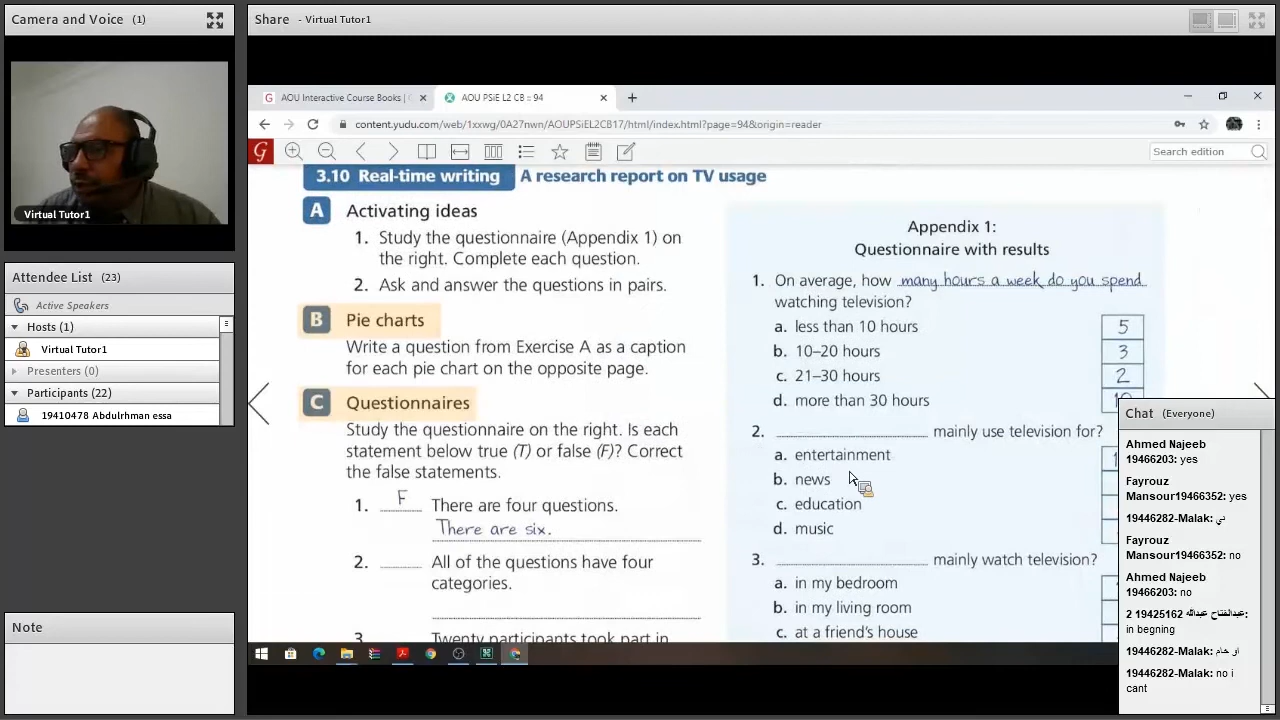 Camera and Voice (1)
Virtual Tutor1
Attendee List (23)
Active Speakers
Hosts (1)
Virtual Tutor1
Presenters (0)
Participants (22)
19410478 Abdulrhman essa
Note
Share - Virtual Tutor1
AOU Interactive Course Books |
AOU PSiE L2 CB :: 94
content.yudu.com/web/1xxwg/0A27nwn/AOUPSiEL2CB17/html/index.html?page=94&origin=reader
Search edition
3.10 Real-time writing A research report on TV usage
A Activating ideas
1. Study the questionnaire (Appendix 1) on
the right. Complete each question.
2. Ask and answer the questions in pairs.
B Pie charts
Write a question from Exercise A as a caption
for each pie chart on the opposite page.
C Questionnaires
Study the questionnaire on the right. Is each
statement below true (T) or false (F)? Correct
the false statements.
1. F There are four questions.
There are six.
2. All of the questions have four
categories.
3. Twenty participants took part in
Appendix 1:
Questionnaire with results
1. On average, how many hours a week do you spend
watching television?
a. less than 10 hours 5
b. 10–20 hours 3
c. 21–30 hours 2
d. more than 30 hours
2. mainly use television for?
a. entertainment
b. news
c. education
d. music
3. mainly watch television?
a. in my bedroom
b. in my living room
c. at a friend's house
Chat (Everyone)
Ahmed Najeeb
19466203: yes
Fayrouz
Mansour19466352: yes
19446282-Malak: ني
Fayrouz
Mansour19466352: no
Ahmed Najeeb
19466203: no
2 19425162 عبدالفتاح عبدالله:
in begning
19446282-Malak: او خام
19446282-Malak: no i
cant